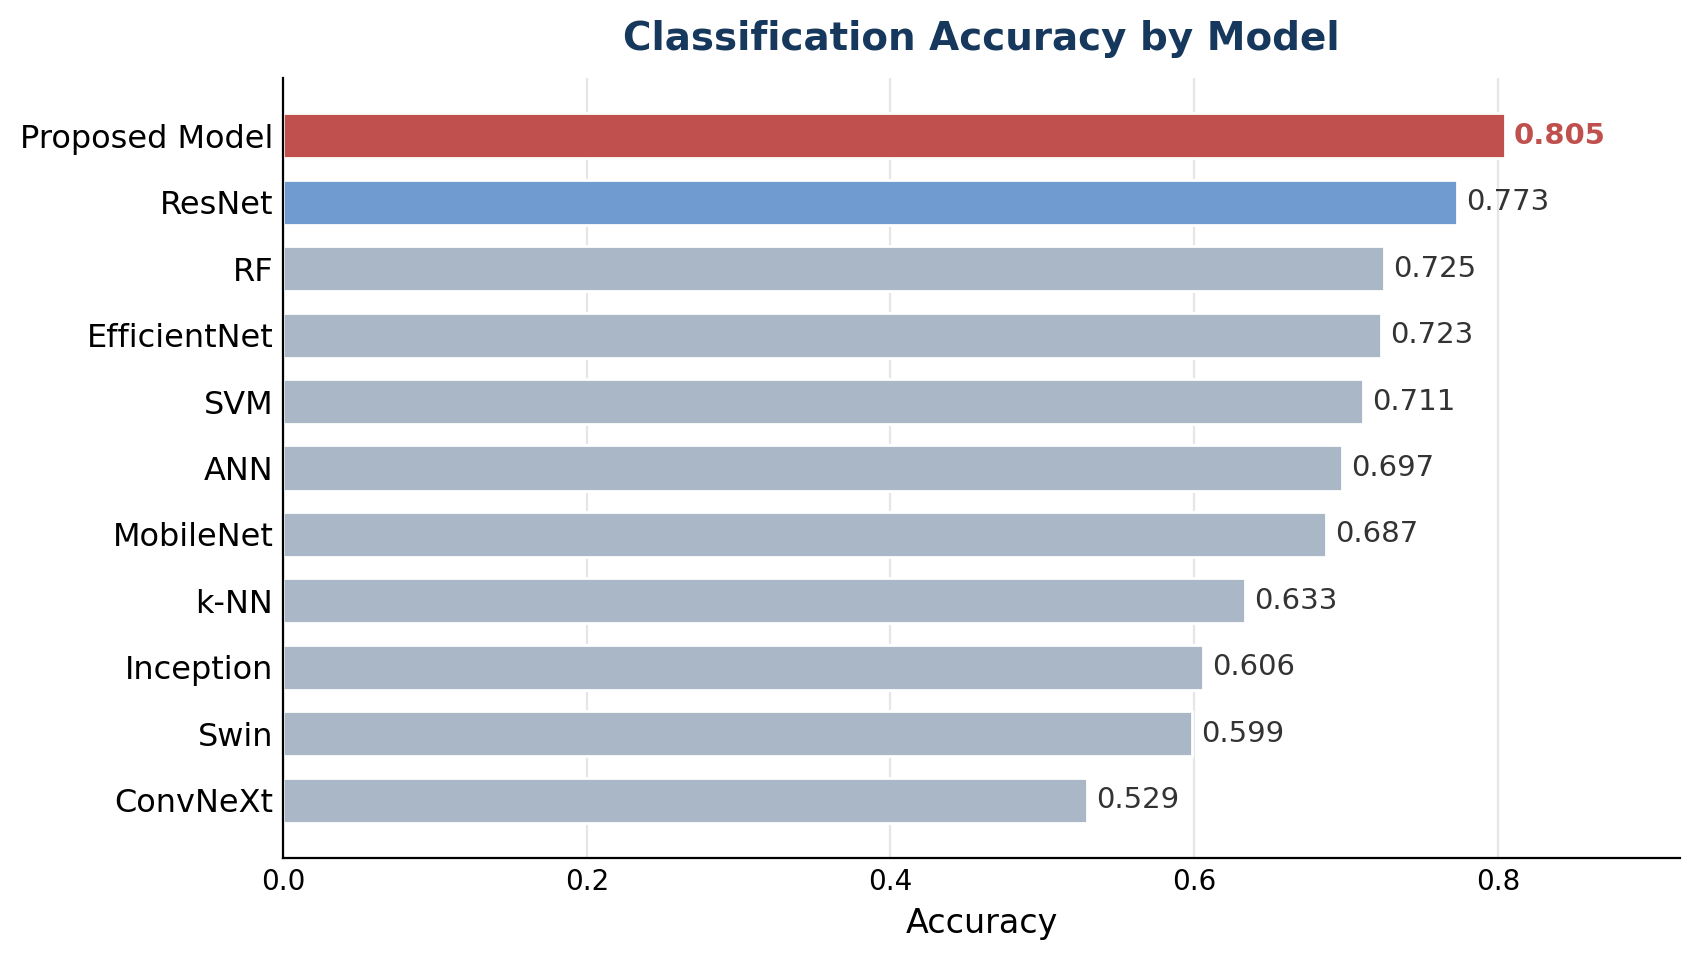 Classification Accuracy by Model
Proposed Model 0.805
ResNet 0.773
RF 0.725
EfficientNet 0.723
SVM 0.711
ANN 0.697
MobileNet 0.687
k-NN 0.633
Inception 0.606
Swin 0.599
ConvNeXt 0.529
0.0 0.2 0.4 0.6 0.8
Accuracy